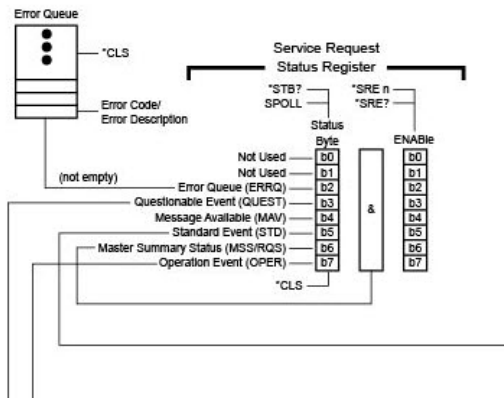 Error Queue
*CLS
Error Code/
Error Description
Service Request
Status Register
*STB?
SPOLL
*SRE n
*SRE?
Status
Byte
ENABle
Not Used b0 b0
Not Used b1 b1
(not empty)
Error Queue (ERRQ) b2 b2
Questionable Event (QUEST) b3 b3
Message Available (MAV) b4 & b4
Standard Event (STD) b5 b5
Master Summary Status (MSS/RQS) b6 b6
Operation Event (OPER) b7 b7
*CLS